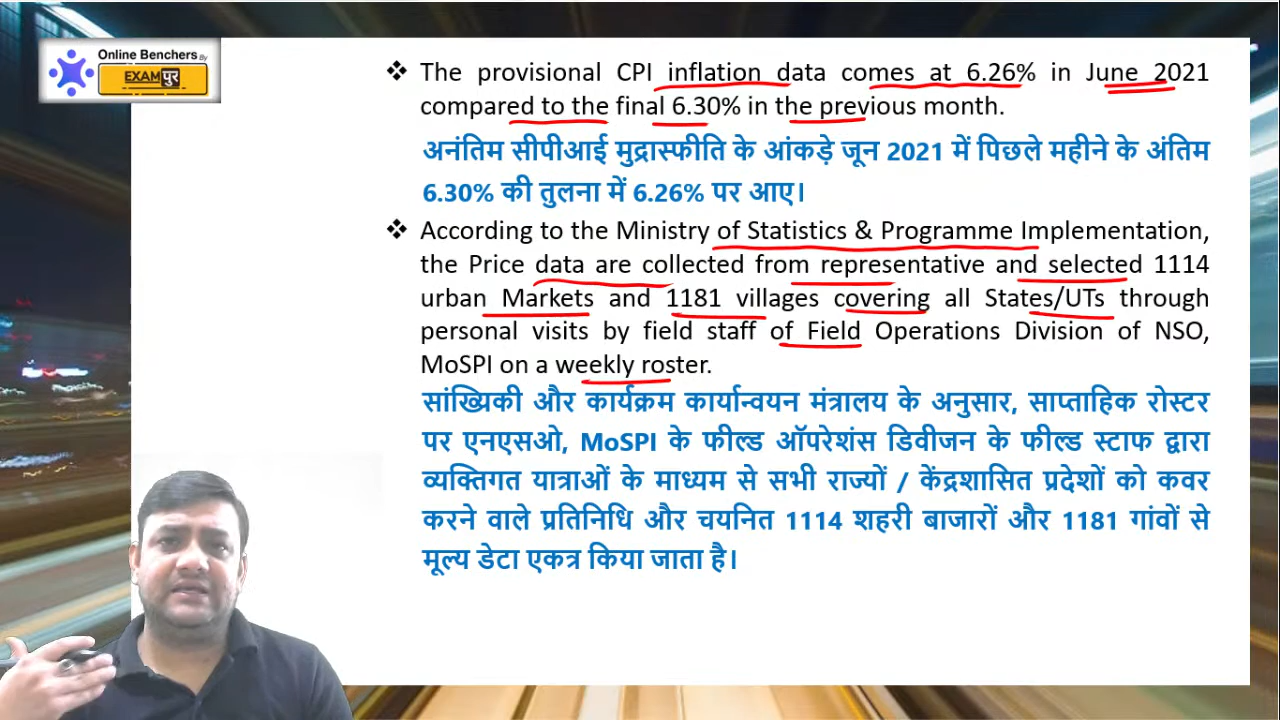 Online Benchers By
EXAMपुर
❖ The provisional CPI inflation data comes at 6.26% in June 2021
compared to the final 6.30% in the previous month.
अनंतिम सीपीआई मुद्रास्फीति के आंकड़े जून 2021 में पिछले महीने के अंतिम
6.30% की तुलना में 6.26% पर आए।
❖ According to the Ministry of Statistics & Programme Implementation,
the Price data are collected from representative and selected 1114
urban Markets and 1181 villages covering all States/UTs through
personal visits by field staff of Field Operations Division of NSO,
MoSPI on a weekly roster.
सांख्यिकी और कार्यक्रम कार्यान्वयन मंत्रालय के अनुसार, साप्ताहिक रोस्टर
पर एनएसओ, MoSPI के फील्ड ऑपरेशंस डिवीजन के फील्ड स्टाफ द्वारा
व्यक्तिगत यात्राओं के माध्यम से सभी राज्यों / केंद्रशासित प्रदेशों को कवर
करने वाले प्रतिनिधि और चयनित 1114 शहरी बाजारों और 1181 गांवों से
मूल्य डेटा एकत्र किया जाता है।